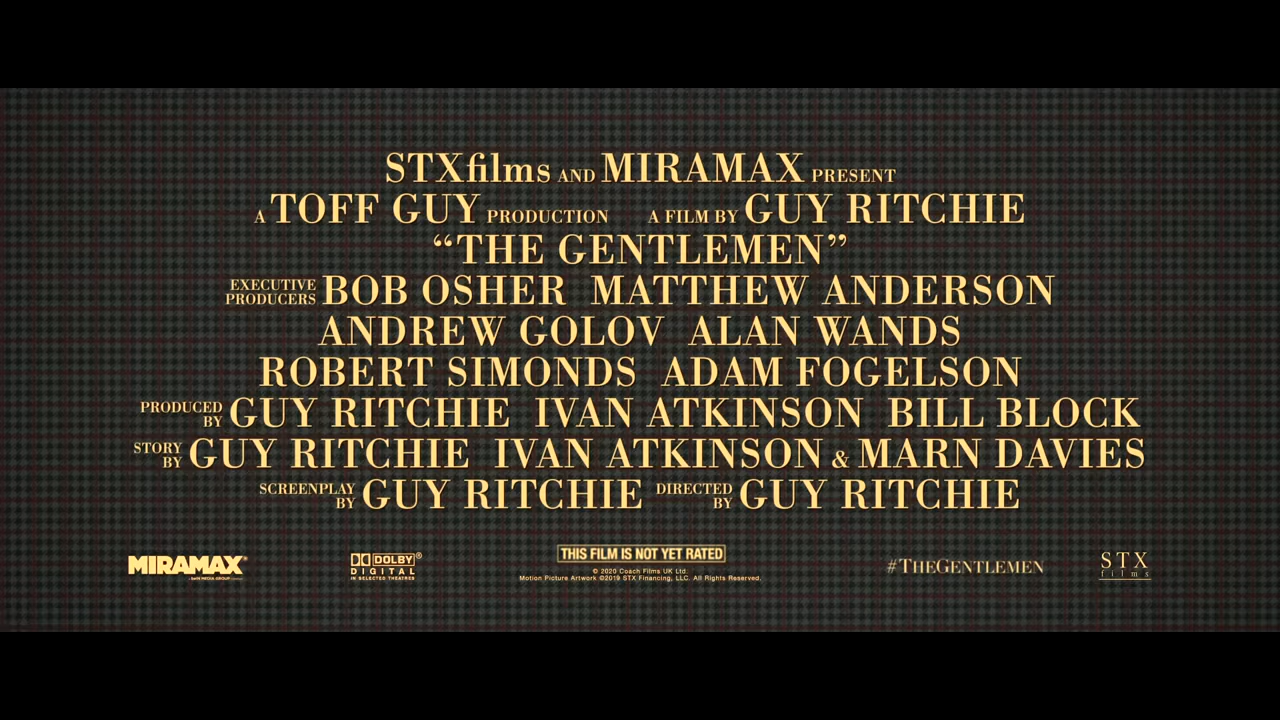 STXfilms AND MIRAMAX PRESENT
A TOFF GUY PRODUCTION A FILM BY GUY RITCHIE
“THE GENTLEMEN”
EXECUTIVE PRODUCERS BOB OSHER MATTHEW ANDERSON
ANDREW GOLOV ALAN WANDS
ROBERT SIMONDS ADAM FOGELSON
PRODUCED BY GUY RITCHIE IVAN ATKINSON BILL BLOCK
STORY BY GUY RITCHIE IVAN ATKINSON & MARN DAVIES
SCREENPLAY BY GUY RITCHIE DIRECTED BY GUY RITCHIE
MIRAMAX®
a beIN MEDIA GROUP company
DOLBY®
DIGITAL
IN SELECTED THEATRES
THIS FILM IS NOT YET RATED
© 2020 Coach Films UK Ltd.
Motion Picture Artwork ©2019 STX Financing, LLC. All Rights Reserved.
#THEGENTLEMEN
STX
films